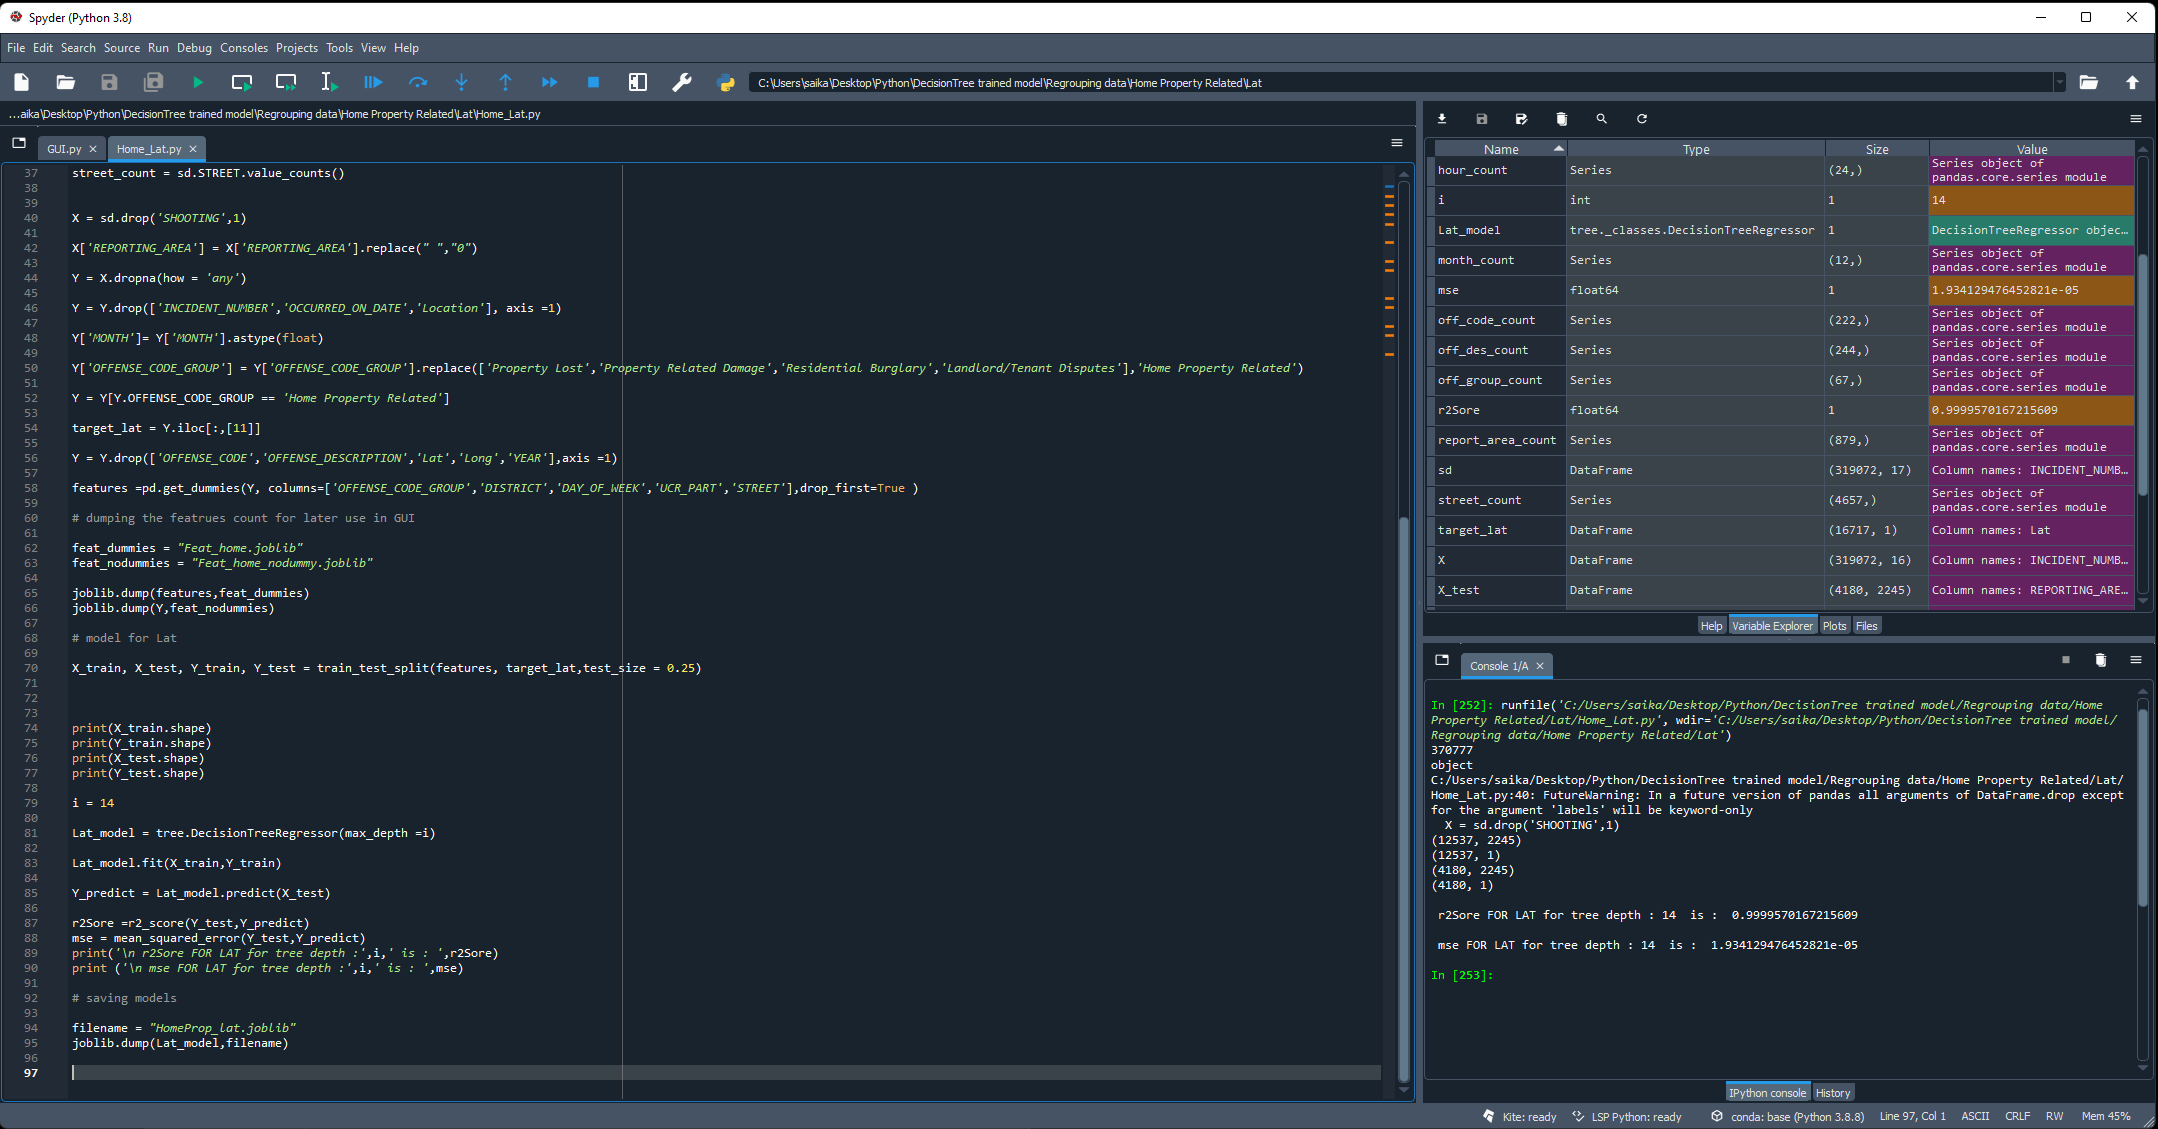 Spyder (Python 3.8)
File Edit Search Source Run Debug Consoles Projects Tools View Help
C:\Users\saika\Desktop\Python\DecisionTree trained model\Regrouping data\Home Property Related\Lat
...aika\Desktop\Python\DecisionTree trained model\Regrouping data\Home Property Related\Lat\Home_Lat.py
GUI.py
Home_Lat.py
37 street_count = sd.STREET.value_counts()
38
39
40 X = sd.drop('SHOOTING',1)
41
42 X['REPORTING_AREA'] = X['REPORTING_AREA'].replace(" ","0")
43
44 Y = X.dropna(how = 'any')
45
46 Y = Y.drop(['INCIDENT_NUMBER','OCCURRED_ON_DATE','Location'], axis =1)
47
48 Y['MONTH']= Y['MONTH'].astype(float)
49
50 Y['OFFENSE_CODE_GROUP'] = Y['OFFENSE_CODE_GROUP'].replace(['Property Lost','Property Related Damage','Residential Burglary','Landlord/Tenant Disputes'],'Home Property Related')
51
52 Y = Y[Y.OFFENSE_CODE_GROUP == 'Home Property Related']
53
54 target_lat = Y.iloc[:,[11]]
55
56 Y = Y.drop(['OFFENSE_CODE','OFFENSE_DESCRIPTION','Lat','Long','YEAR'],axis =1)
57
58 features =pd.get_dummies(Y, columns=['OFFENSE_CODE_GROUP','DISTRICT','DAY_OF_WEEK','UCR_PART','STREET'],drop_first=True )
59
60 # dumping the featrues count for later use in GUI
61
62 feat_dummies = "Feat_home.joblib"
63 feat_nodummies = "Feat_home_nodummy.joblib"
64
65 joblib.dump(features,feat_dummies)
66 joblib.dump(Y,feat_nodummies)
67
68 # model for Lat
69
70 X_train, X_test, Y_train, Y_test = train_test_split(features, target_lat,test_size = 0.25)
71
72
73
74 print(X_train.shape)
75 print(Y_train.shape)
76 print(X_test.shape)
77 print(Y_test.shape)
78
79 i = 14
80
81 Lat_model = tree.DecisionTreeRegressor(max_depth =i)
82
83 Lat_model.fit(X_train,Y_train)
84
85 Y_predict = Lat_model.predict(X_test)
86
87 r2Sore =r2_score(Y_test,Y_predict)
88 mse = mean_squared_error(Y_test,Y_predict)
89 print('\n r2Sore FOR LAT for tree depth :',i,' is : ',r2Sore)
90 print ('\n mse FOR LAT for tree depth :',i,' is : ',mse)
91
92 # saving models
93
94 filename = "HomeProp_lat.joblib"
95 joblib.dump(Lat_model,filename)
96
97
Name Type Size Value
hour_count Series (24,) Series object of
pandas.core.series module
i int 1 14
Lat_model tree._classes.DecisionTreeRegressor 1 DecisionTreeRegressor objec...
month_count Series (12,) Series object of
pandas.core.series module
mse float64 1 1.934129476452821e-05
off_code_count Series (222,) Series object of
pandas.core.series module
off_des_count Series (244,) Series object of
pandas.core.series module
off_group_count Series (67,) Series object of
pandas.core.series module
r2Sore float64 1 0.9999570167215609
report_area_count Series (879,) Series object of
pandas.core.series module
sd DataFrame (319072, 17) Column names: INCIDENT_NUMB...
street_count Series (4657,) Series object of
pandas.core.series module
target_lat DataFrame (16717, 1) Column names: Lat
X DataFrame (319072, 16) Column names: INCIDENT_NUMB...
X_test DataFrame (4180, 2245) Column names: REPORTING_ARE...
Help Variable Explorer Plots Files
Console 1/A
In [252]: runfile('C:/Users/saika/Desktop/Python/DecisionTree trained model/Regrouping data/Home
Property Related/Lat/Home_Lat.py', wdir='C:/Users/saika/Desktop/Python/DecisionTree trained model/
Regrouping data/Home Property Related/Lat')
370777
object
C:/Users/saika/Desktop/Python/DecisionTree trained model/Regrouping data/Home Property Related/Lat/
Home_Lat.py:40: FutureWarning: In a future version of pandas all arguments of DataFrame.drop except
for the argument 'labels' will be keyword-only
X = sd.drop('SHOOTING',1)
(12537, 2245)
(12537, 1)
(4180, 2245)
(4180, 1)
r2Sore FOR LAT for tree depth : 14  is :  0.9999570167215609
mse FOR LAT for tree depth : 14  is :  1.934129476452821e-05
In [253]:
IPython console History
Kite: ready LSP Python: ready conda: base (Python 3.8.8) Line 97, Col 1 ASCII CRLF RW Mem 45%